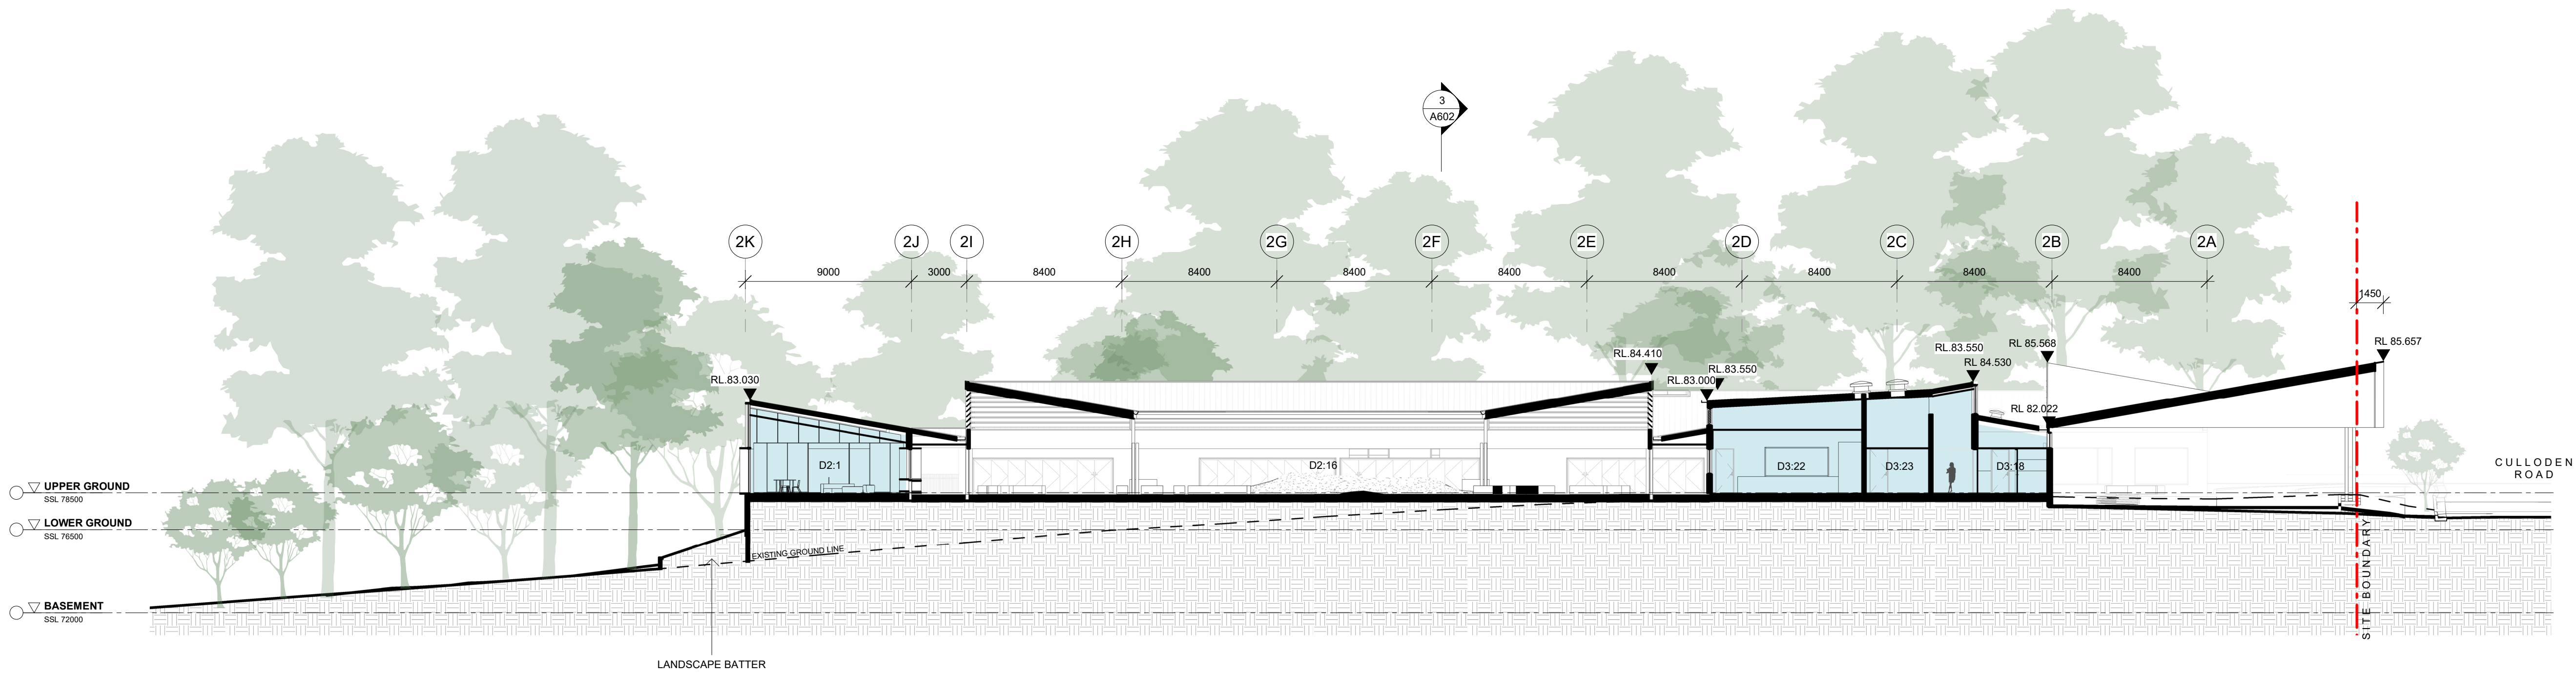 3
A602
2K
2J
2I
2H
2G
2F
2E
2D
2C
2B
2A
9000
3000
8400
8400
8400
8400
8400
8400
8400
8400
1450
RL.83.030
RL.84.410
RL.83.550
RL.83.000
RL.83.550
RL 84.530
RL 85.568
RL 82.022
RL 85.657
D2:1
D2:16
D3:22
D3:23
D3:18
CULLODEN
ROAD
UPPER GROUND
SSL 78500
LOWER GROUND
SSL 76500
BASEMENT
SSL 72000
EXISTING GROUND LINE
LANDSCAPE BATTER
SITE BOUNDARY